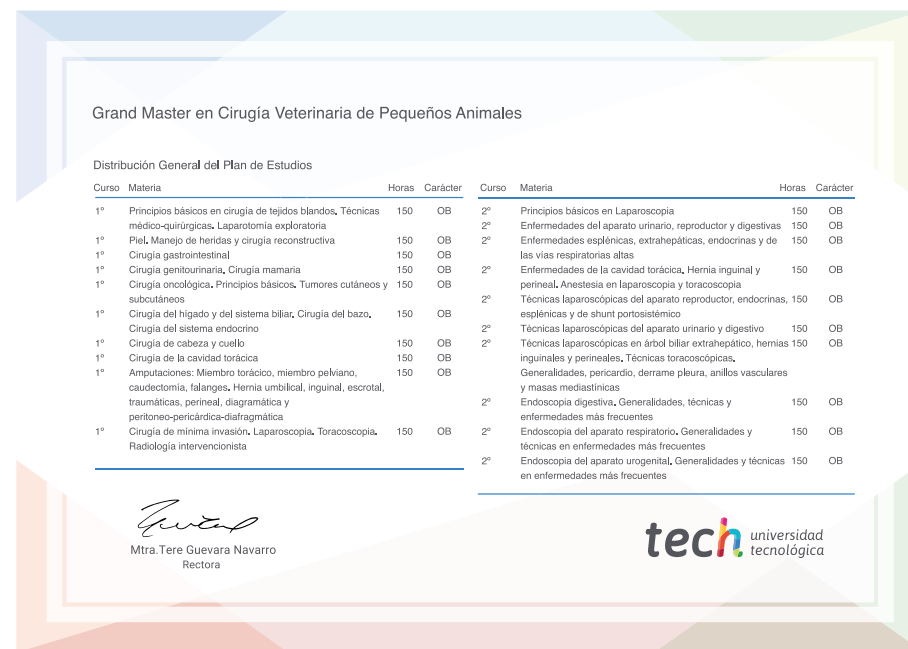 Grand Master en Cirugía Veterinaria de Pequeños Animales
Distribución General del Plan de Estudios
Curso Materia Horas Carácter
1º Principios básicos en cirugía de tejidos blandos. Técnicas 150 OB
médico-quirúrgicas. Laparotomía exploratoria
1º Piel. Manejo de heridas y cirugía reconstructiva 150 OB
1º Cirugía gastrointestinal 150 OB
1º Cirugía genitourinaria. Cirugía mamaria 150 OB
1º Cirugía oncológica. Principios básicos. Tumores cutáneos y 150 OB
subcutáneos
1º Cirugía del hígado y del sistema biliar. Cirugía del bazo. 150 OB
Cirugía del sistema endocrino
1º Cirugía de cabeza y cuello 150 OB
1º Cirugía de la cavidad torácica 150 OB
1º Amputaciones: Miembro torácico, miembro pelviano, 150 OB
caudectomía, falanges. Hernia umbilical, inguinal, escrotal,
traumáticas, perineal, diagramática y
peritoneo-pericárdica-diafragmática
1º Cirugía de mínima invasión. Laparoscopia. Toracoscopia. 150 OB
Radiología intervencionista
Curso Materia Horas Carácter
2º Principios básicos en Laparoscopia 150 OB
2º Enfermedades del aparato urinario, reproductor y digestivas 150 OB
2º Enfermedades esplénicas, extrahepáticas, endocrinas y de 150 OB
las vías respiratorias altas
2º Enfermedades de la cavidad torácica. Hernia inguinal y 150 OB
perineal. Anestesia en laparoscopia y toracoscopia
2º Técnicas laparoscópicas del aparato reproductor, endocrinas, 150 OB
esplénicas y de shunt portosistémico
2º Técnicas laparoscópicas del aparato urinario y digestivo 150 OB
2º Técnicas laparoscópicas en árbol biliar extrahepático, hernias 150 OB
inguinales y perineales. Técnicas toracoscópicas.
Generalidades, pericardio, derrame pleura, anillos vasculares
y masas mediastínicas
2º Endoscopia digestiva. Generalidades, técnicas y 150 OB
enfermedades más frecuentes
2º Endoscopia del aparato respiratorio. Generalidades y 150 OB
técnicas en enfermedades más frecuentes
2º Endoscopia del aparato urogenital. Generalidades y técnicas 150 OB
en enfermedades más frecuentes
Mtra.Tere Guevara Navarro
Rectora
tech universidad
tecnológica